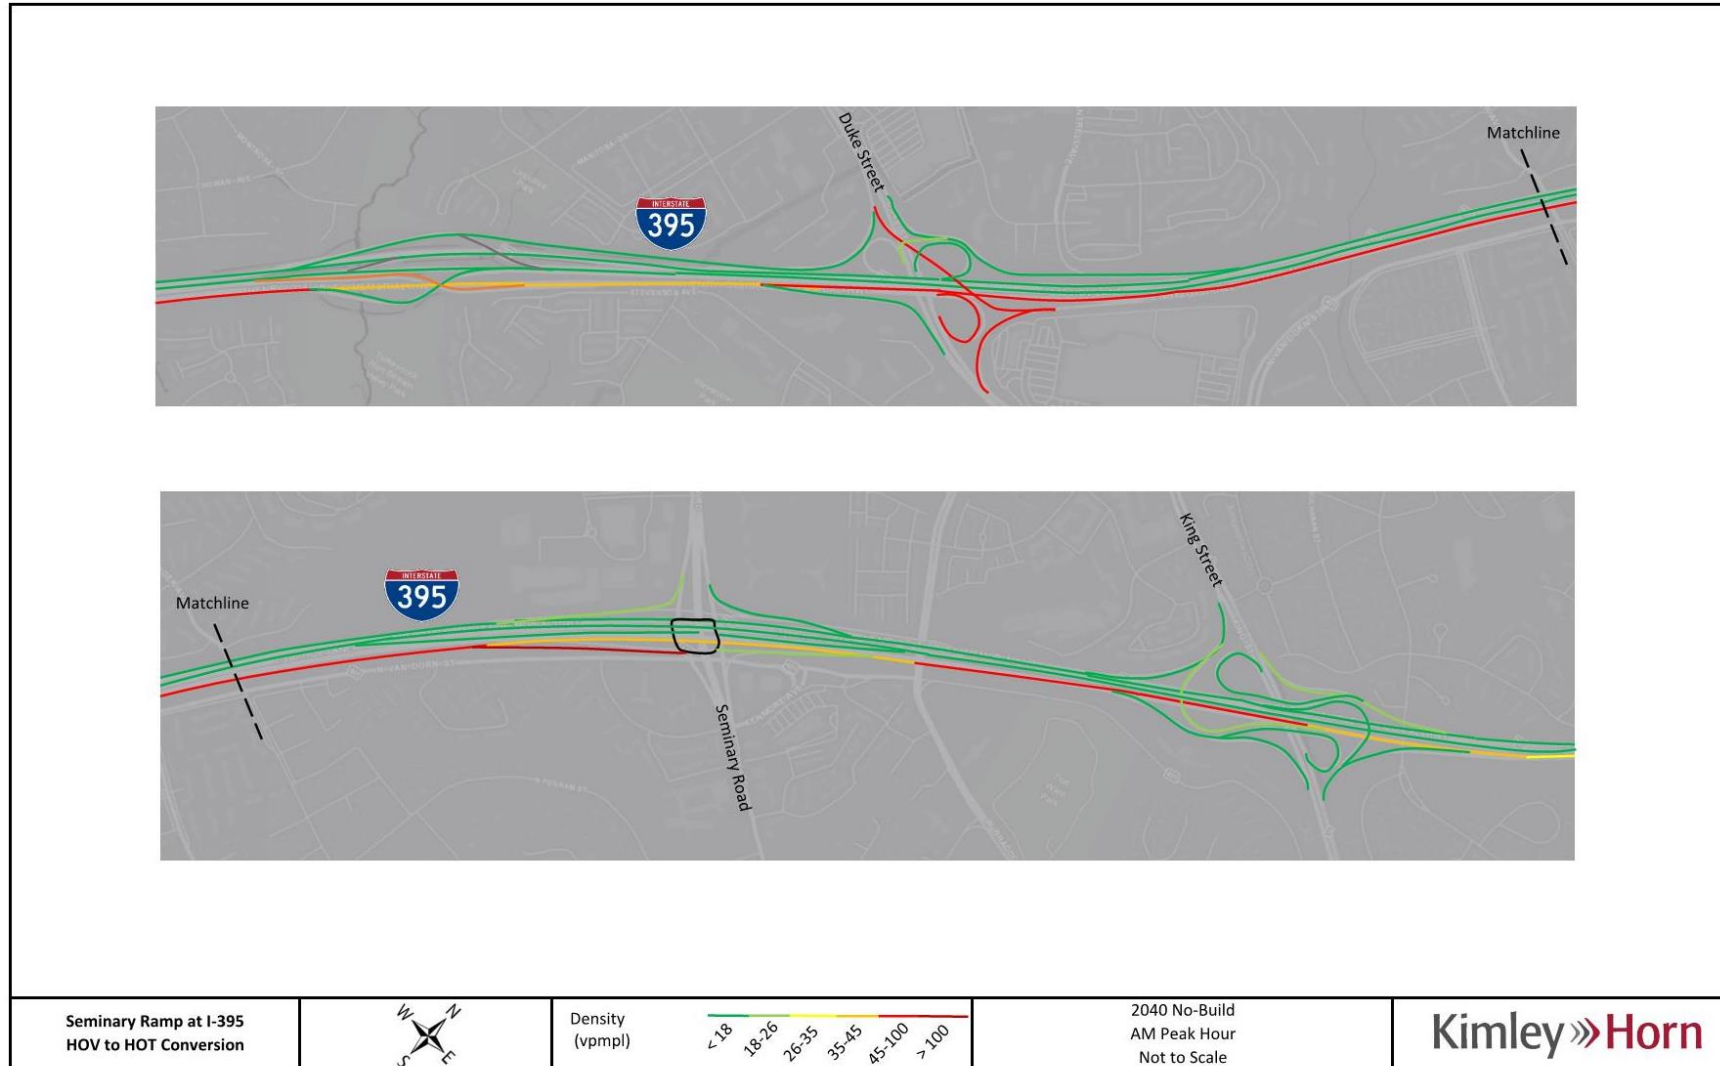 Duke Street
INTERSTATE
395
Matchline
INTERSTATE
395
Matchline
Seminary Road
King Street
Seminary Ramp at I-395
HOV to HOT Conversion
W N
S E
Density
(vpmpl)
< 18
18-26
26-35
35-45
45-100
> 100
2040 No-Build
AM Peak Hour
Not to Scale
Kimley»Horn